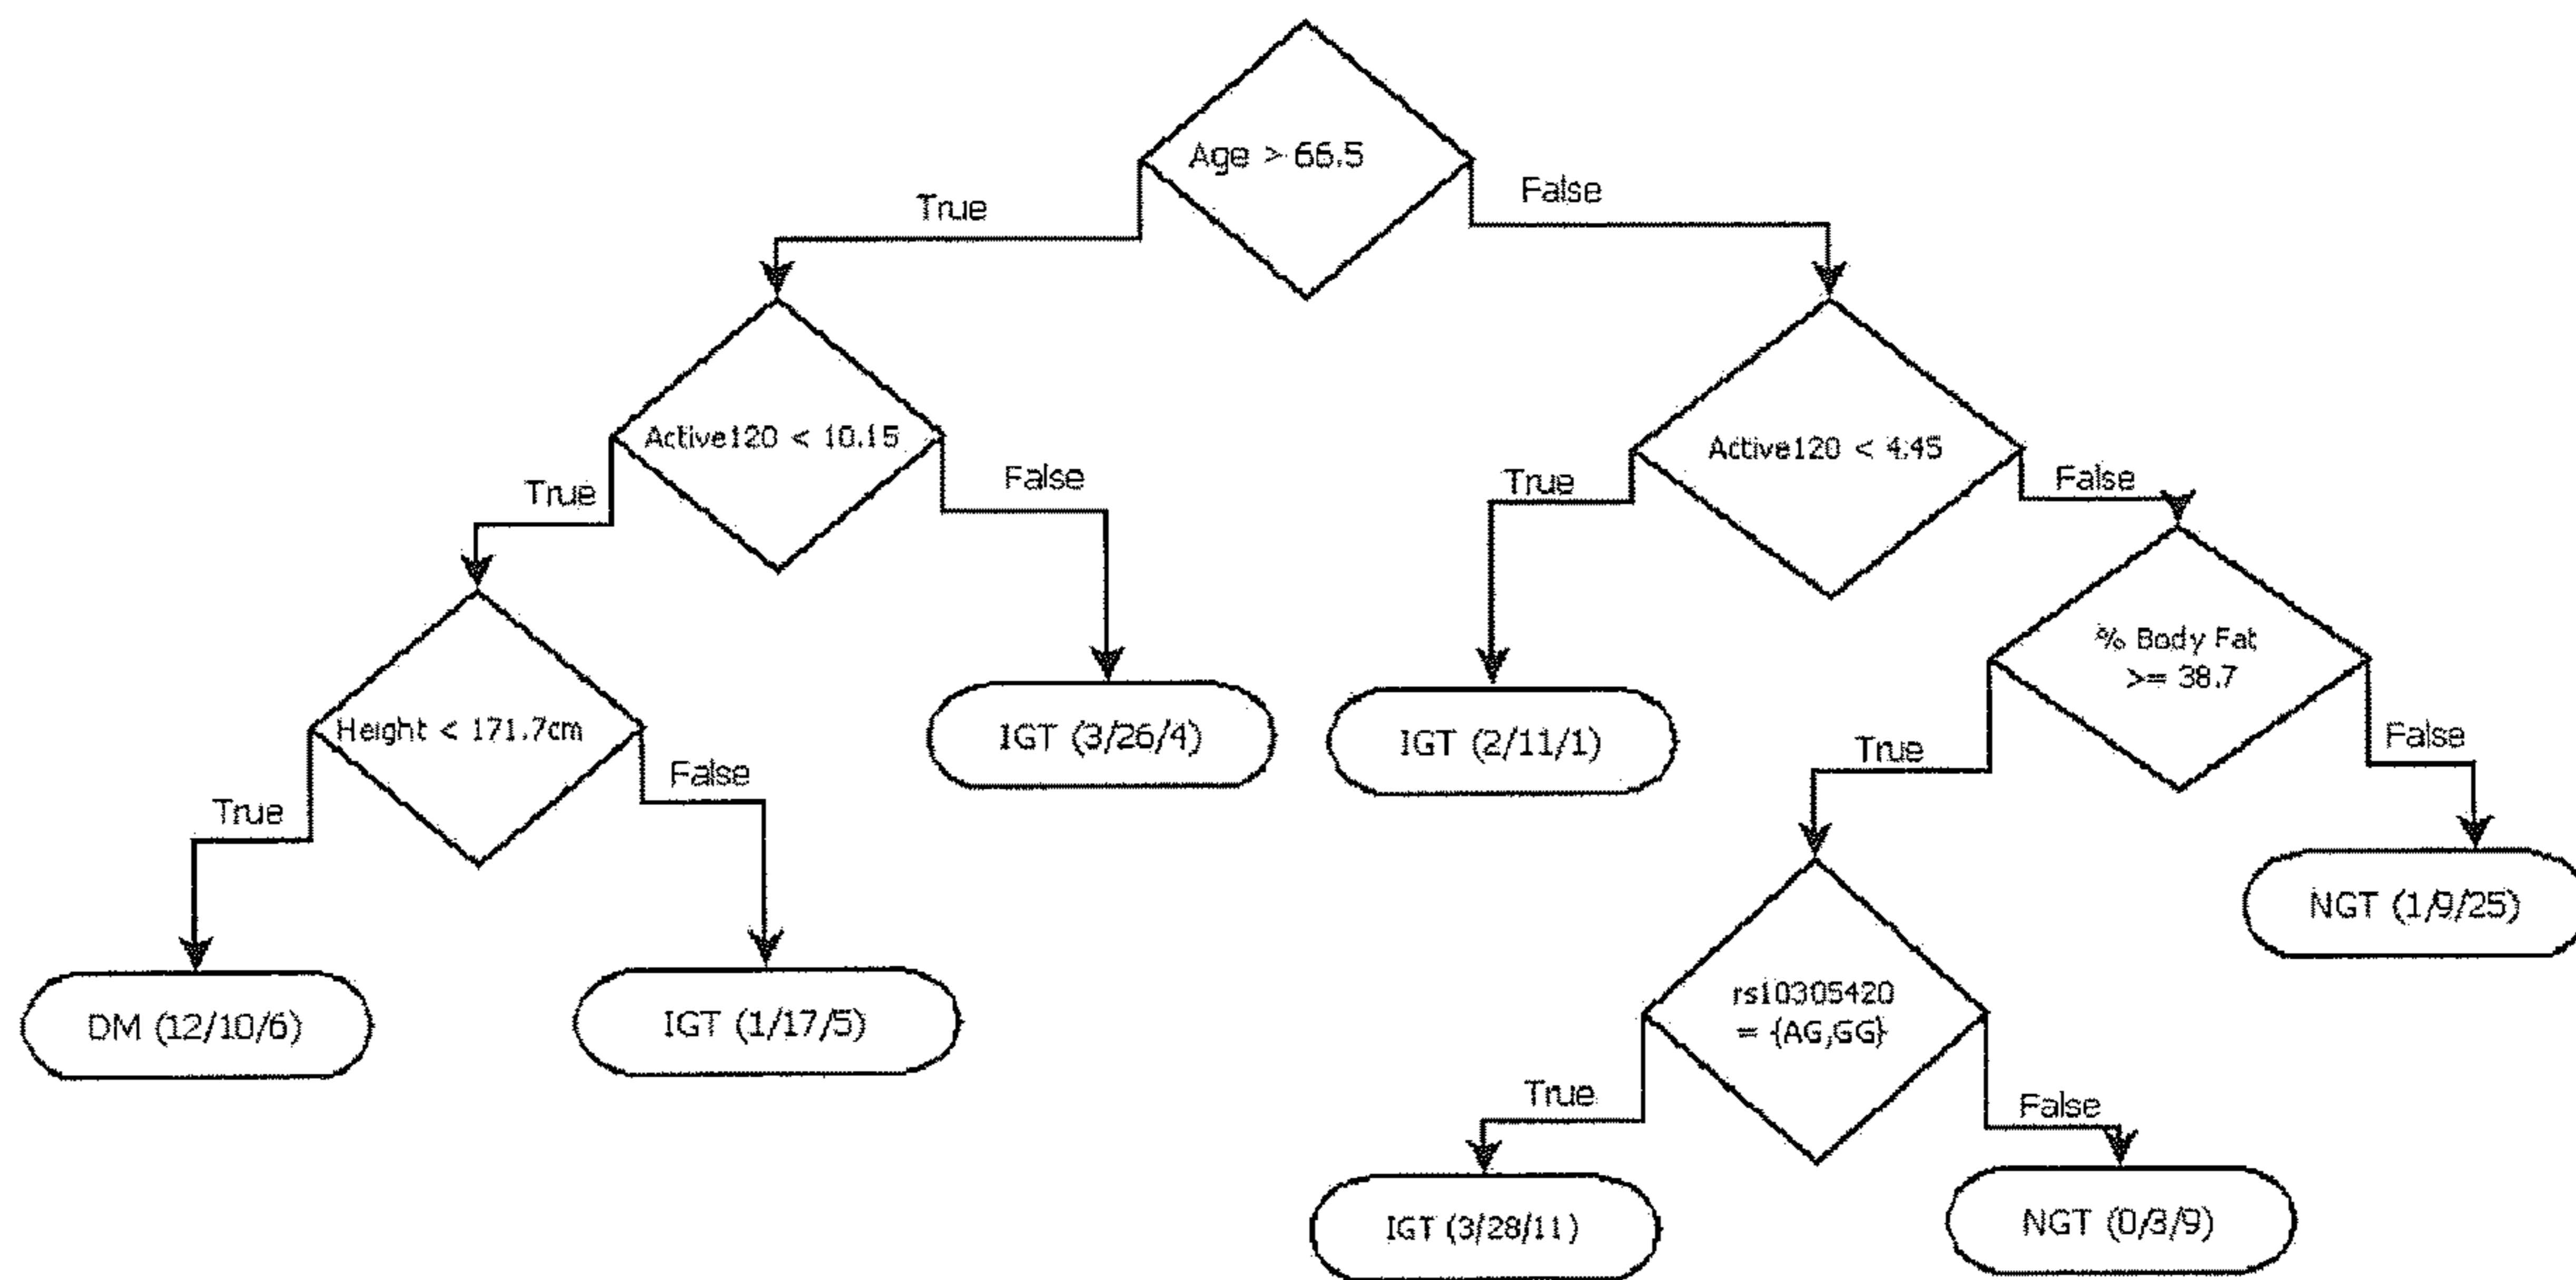 Age > 66.5
True
False
Active120 < 10.15
Active120 < 4.45
True
False
True
False
Height < 171.7cm
IGT (3/26/4)
IGT (2/11/1)
% Body Fat
>= 38.7
True
False
True
False
DM (12/10/6)
IGT (1/17/5)
rs10305420
= {AG,GG}
NGT (1/9/25)
True
False
IGT (3/28/11)
NGT (0/3/9)